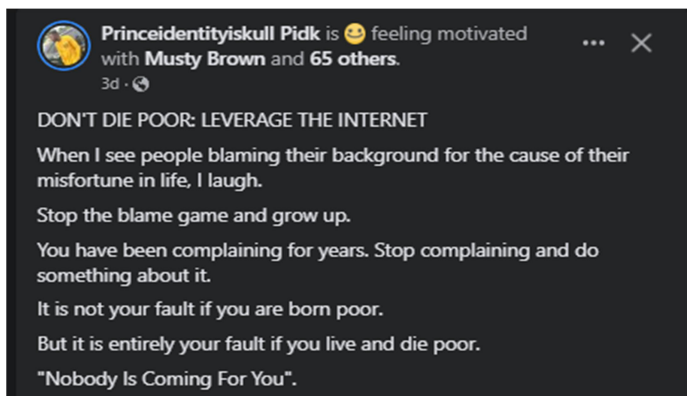 Princeidentityiskull Pidk is 😃 feeling motivated
with Musty Brown and 65 others.
3d ·
DON'T DIE POOR: LEVERAGE THE INTERNET
When I see people blaming their background for the cause of their
misfortune in life, I laugh.
Stop the blame game and grow up.
You have been complaining for years. Stop complaining and do
something about it.
It is not your fault if you are born poor.
But it is entirely your fault if you live and die poor.
"Nobody Is Coming For You".